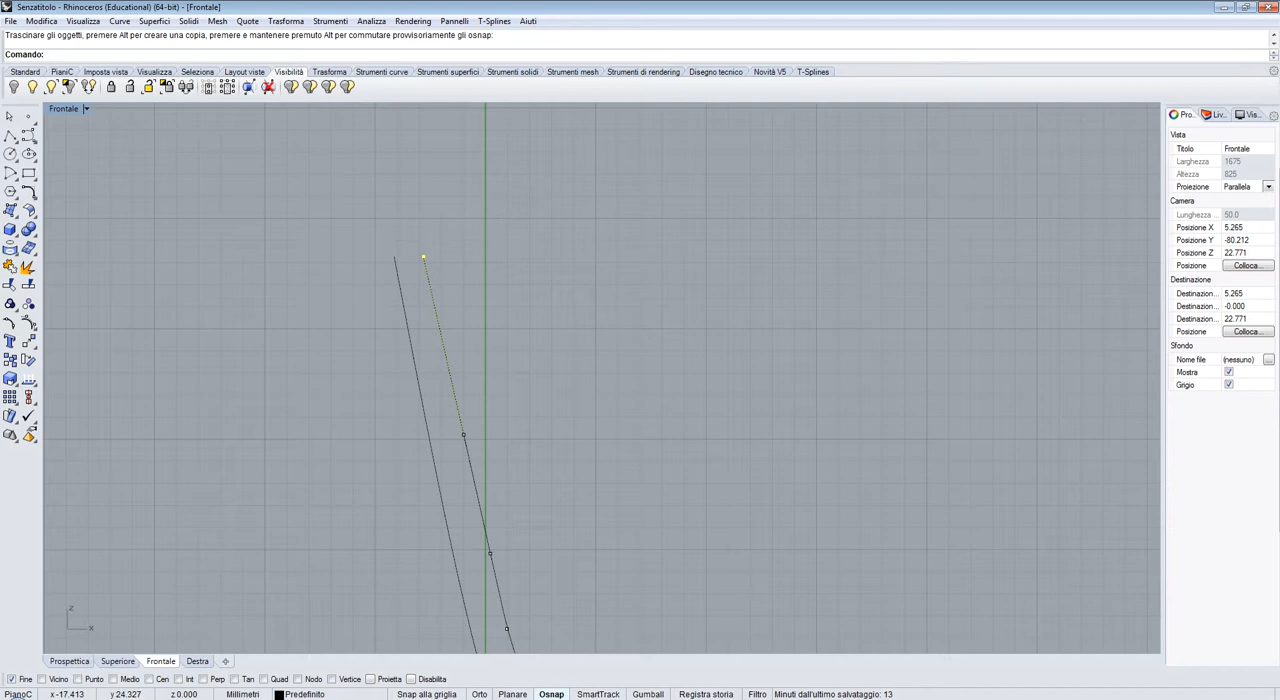 Senzatitolo - Rhinoceros (Educational) (64-bit) - [Frontale]
File Modifica Visualizza Curve Superfici Solidi Mesh Quote Trasforma Strumenti Analizza Rendering Pannelli T-Splines Aiuti
Trascinare gli oggetti, premere Alt per creare una copia, premere e mantenere premuto Alt per commutare provvisoriamente gli osnap:
Comando:
Standard PianiC Imposta vista Visualizza Seleziona Layout viste Visibilità Trasforma Strumenti curve Strumenti superfici Strumenti solidi Strumenti mesh Strumenti di rendering Disegno tecnico Novità V5 T-Splines
Frontale
Pro... Liv... Vis...
Vista
Titolo Frontale
Larghezza 1675
Altezza 825
Proiezione Parallela
Camera
Lunghezza ... 50.0
Posizione X 5.265
Posizione Y -80.212
Posizione Z 22.771
Posizione Colloca...
Destinazione
Destinazion... 5.265
Destinazion... -0.000
Destinazion... 22.771
Posizione Colloca...
Sfondo
Nome file (nessuno) ...
Mostra
Grigio
z
x
Prospettica Superiore Frontale Destra
Fine Vicino Punto Medio Cen Int Perp Tan Quad Nodo Vertice Proietta Disabilita
PianoC x -17.413 y 24.327 z 0.000 Millimetri Predefinito Snap alla griglia Orto Planare Osnap SmartTrack Gumball Registra storia Filtro Minuti dall'ultimo salvataggio: 13